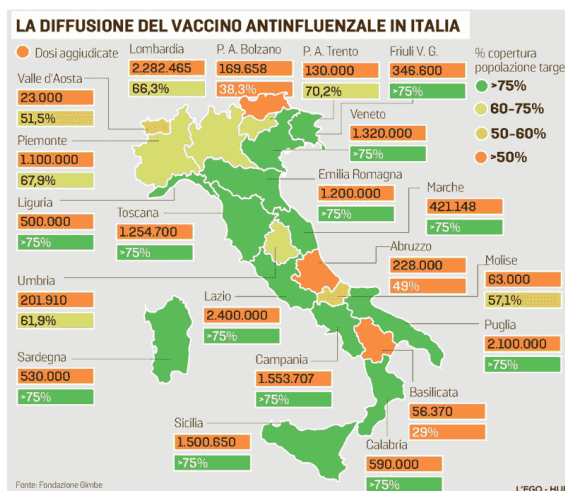 LA DIFFUSIONE DEL VACCINO ANTINFLUENZALE IN ITALIA
Dosi aggiudicate
% copertura
popolazione target
>75%
60-75%
50-60%
>50%
Lombardia
2.282.465
66,3%
P. A. Bolzano
169.658
38,3%
P. A. Trento
130.000
70,2%
Friuli V. G.
346.600
>75%
Valle d'Aosta
23.000
51,5%
Veneto
1.320.000
>75%
Piemonte
1.100.000
67,9%
Emilia Romagna
1.200.000
>75%
Marche
421.148
>75%
Liguria
500.000
>75%
Toscana
1.254.700
>75%
Abruzzo
228.000
49%
Molise
63.000
57,1%
Umbria
201.910
61,9%
Lazio
2.400.000
>75%
Puglia
2.100.000
>75%
Sardegna
530.000
>75%
Campania
1.553.707
>75%
Basilicata
56.370
29%
Sicilia
1.500.650
>75%
Calabria
590.000
>75%
Fonte: Fondazione Gimbe
L'EGO - HUB